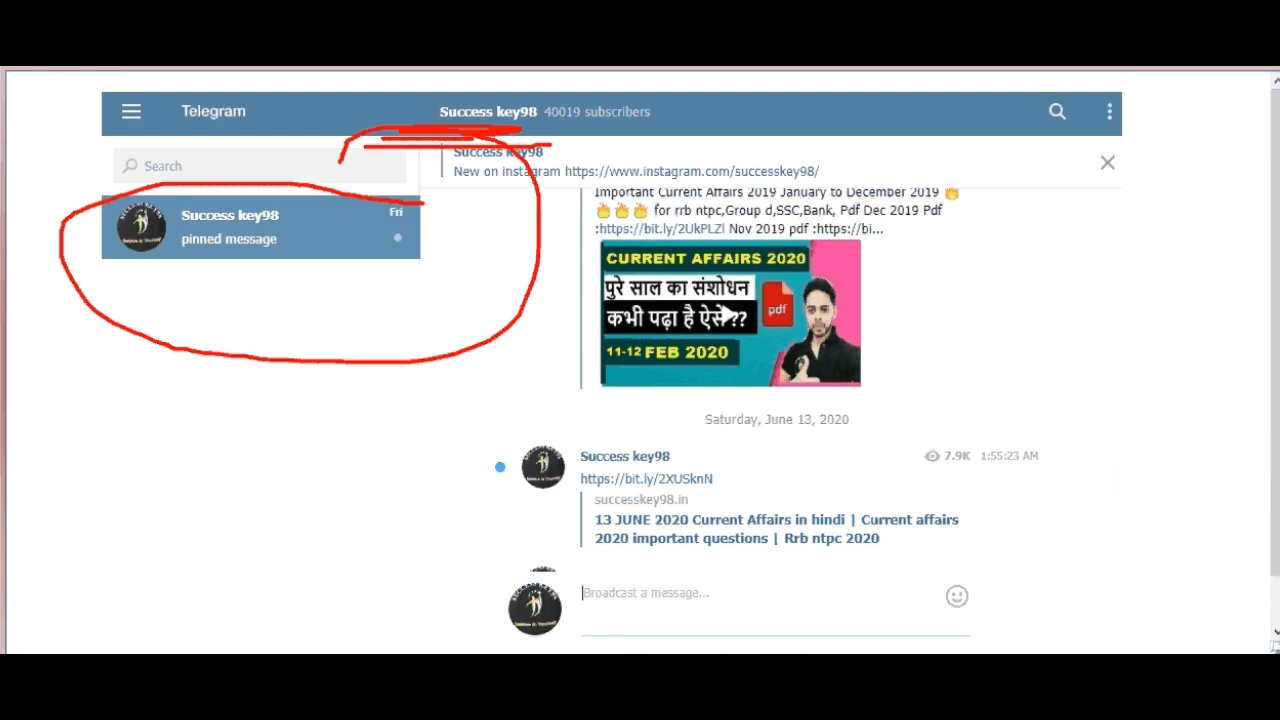 Telegram
Success key98 40019 subscribers
Search
Success key98
Fri
pinned message
Success key98
New on instagram https://www.instagram.com/successkey98/
Important Current Affairs 2019 January to December 2019 🔥
🔥🔥🔥 for rrb ntpc,Group d,SSC,Bank, Pdf Dec 2019 Pdf
:https://bit.ly/2UkPLZl Nov 2019 pdf :https://bi...
CURRENT AFFAIRS 2020
पुरे साल का संशोधन
कभी पढ़ा है ऐसे ??
pdf
11-12 FEB 2020
Saturday, June 13, 2020
Success key98
7.9K 1:55:23 AM
https://bit.ly/2XUSknN
successkey98.in
13 JUNE 2020 Current Affairs in hindi | Current affairs
2020 important questions | Rrb ntpc 2020
Broadcast a message...